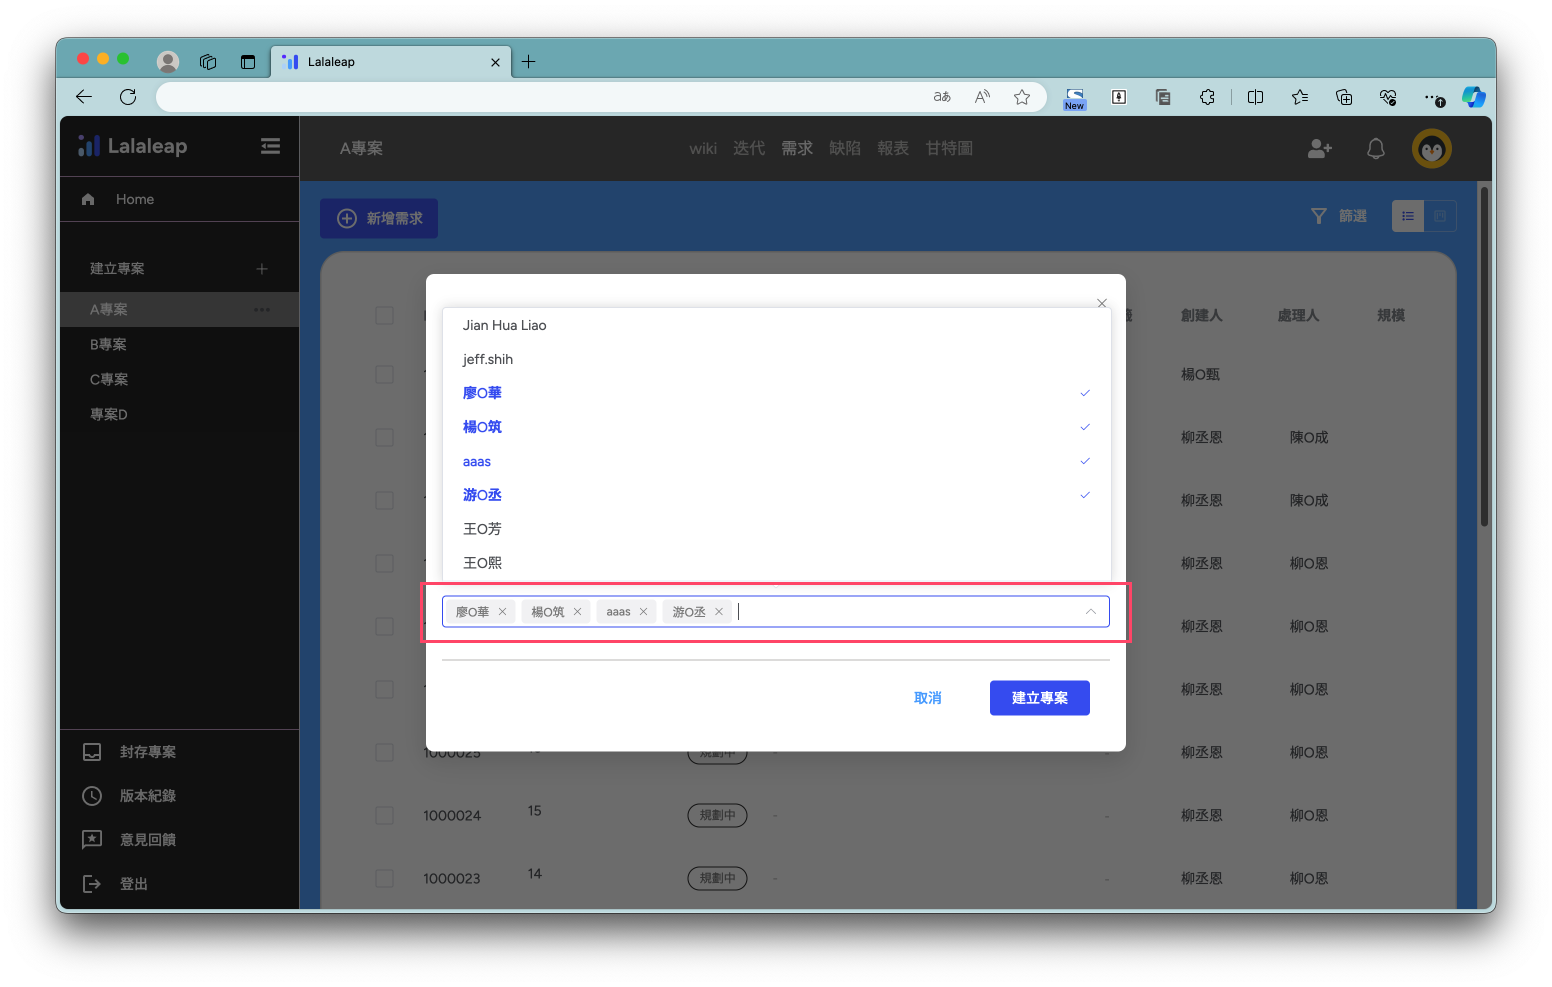 Lalaleap
aあ
New
Lalaleap
A專案
wiki 迭代 需求 缺陷 報表 甘特圖
Home
新增需求
篩選
建立專案
A專案
B專案
C專案
專案D
創建人 處理人 規模
Jian Hua Liao
jeff.shih
廖O華
楊O筑
aaas
游O丞
王O芳
王O熙
廖O華 楊O筑 aaas 游O丞
取消 建立專案
楊O甄
柳丞恩 陳O成
柳丞恩 陳O成
柳丞恩 柳O恩
柳丞恩 柳O恩
柳丞恩 柳O恩
1000025 規劃中 - - 柳丞恩 柳O恩
1000024 15 規劃中 - - 柳丞恩 柳O恩
1000023 14 規劃中 - - 柳丞恩 柳O恩
封存專案
版本紀錄
意見回饋
登出